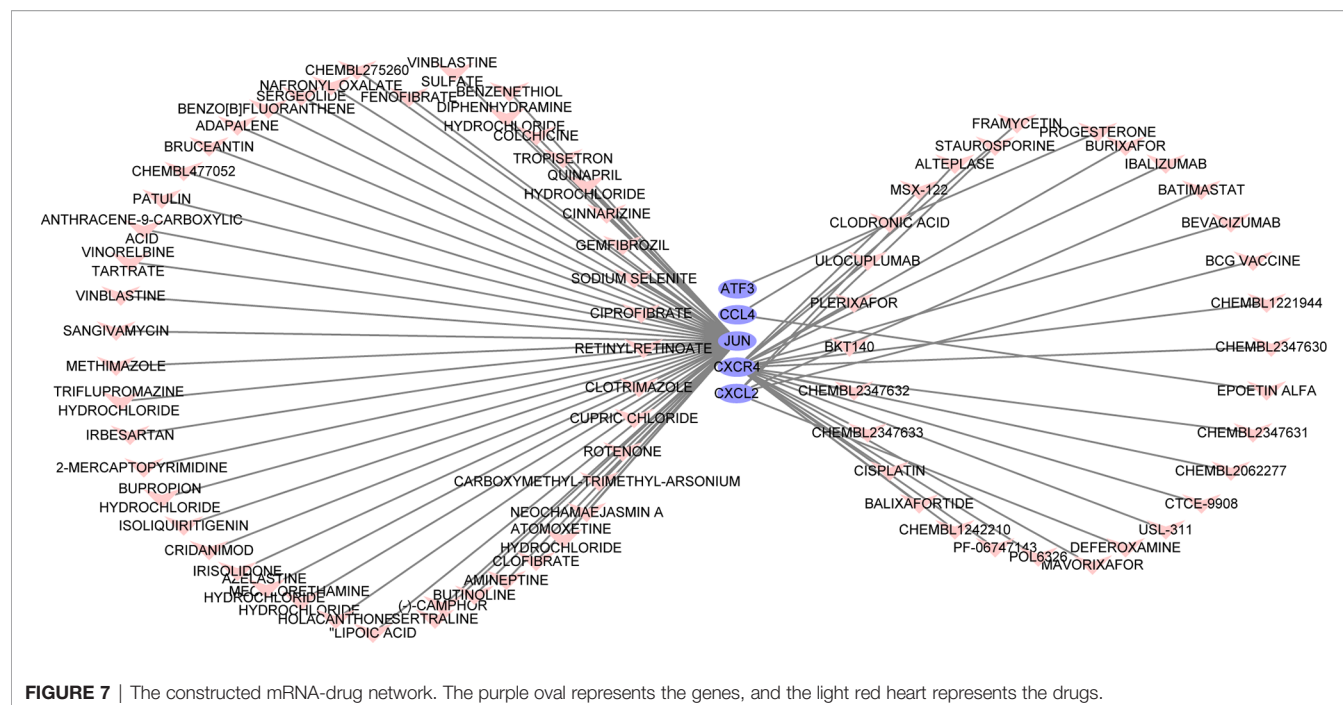 CHEMBL275260
VINBLASTINE
SULFATE
NAFRONYL OXALATE
SERGEOLIDE
FENOFIBRATE
BENZENETHIOL
BENZO[B]FLUORANTHENE
DIPHENHYDRAMINE
HYDROCHLORIDE
ADAPALENE
COLCHICINE
BRUCEANTIN
TROPISETRON
CHEMBL477052
QUINAPRIL
HYDROCHLORIDE
PATULIN
CINNARIZINE
ANTHRACENE-9-CARBOXYLIC
ACID
GEMFIBROZIL
VINORELBINE
TARTRATE
SODIUM SELENITE
VINBLASTINE
CIPROFIBRATE
SANGIVAMYCIN
RETINYLRETINOATE
METHIMAZOLE
TRIFLUPROMAZINE
HYDROCHLORIDE
CLOTRIMAZOLE
IRBESARTAN
CUPRIC CHLORIDE
2-MERCAPTOPYRIMIDINE
ROTENONE
BUPROPION
HYDROCHLORIDE
CARBOXYMETHYL-TRIMETHYL-ARSONIUM
ISOLIQUIRITIGENIN
NEOCHAMAEJASMIN A
CRIDANIMOD
ATOMOXETINE
HYDROCHLORIDE
IRISOLIDONE
CLOFIBRATE
AZELASTINE
HYDROCHLORIDE
AMINEPTINE
MECHLORETHAMINE
HYDROCHLORIDE
BUTINOLINE
HOLACANTHONE
(-)-CAMPHOR
SERTRALINE
"LIPOIC ACID
ATF3
CCL4
JUN
CXCR4
CXCL2
FRAMYCETIN
PROGESTERONE
STAUROSPORINE
BURIXAFOR
ALTEPLASE
IBALIZUMAB
MSX-122
BATIMASTAT
CLODRONIC ACID
BEVACIZUMAB
ULOCUPLUMAB
BCG VACCINE
PLERIXAFOR
CHEMBL1221944
BKT140
CHEMBL2347630
CHEMBL2347632
EPOETIN ALFA
CHEMBL2347633
CHEMBL2347631
CISPLATIN
CHEMBL2062277
BALIXAFORTIDE
CTCE-9908
CHEMBL1242210
USL-311
PF-06747143
DEFEROXAMINE
POL6326
MAVORIXAFOR
FIGURE 7 | The constructed mRNA-drug network. The purple oval represents the genes, and the light red heart represents the drugs.